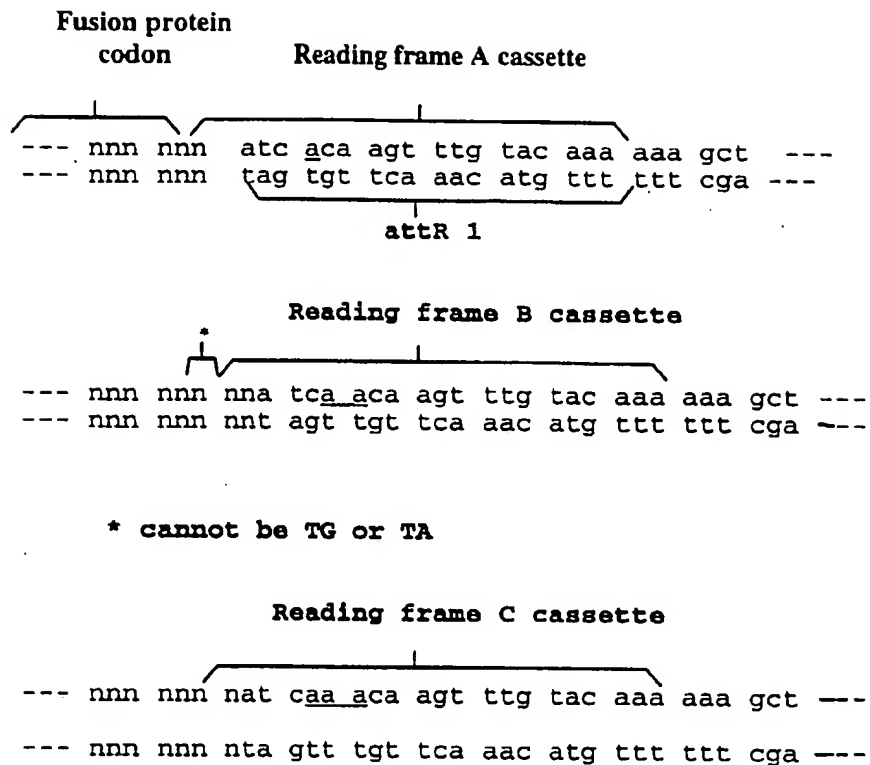 Fusion protein
codon
Reading frame A cassette
--- nnn nnn atc aca agt ttg tac aaa aaa gct ---
--- nnn nnn tag tgt tca aac atg ttt ttt cga ---
attR 1
Reading frame B cassette
*
--- nnn nnn nna tca aca agt ttg tac aaa aaa gct ---
--- nnn nnn nnt agt tgt tca aac atg ttt ttt cga ---
* cannot be TG or TA
Reading frame C cassette
--- nnn nnn nat caa aca agt ttg tac aaa aaa gct ---
--- nnn nnn nta gtt tgt tca aac atg ttt ttt cga ---